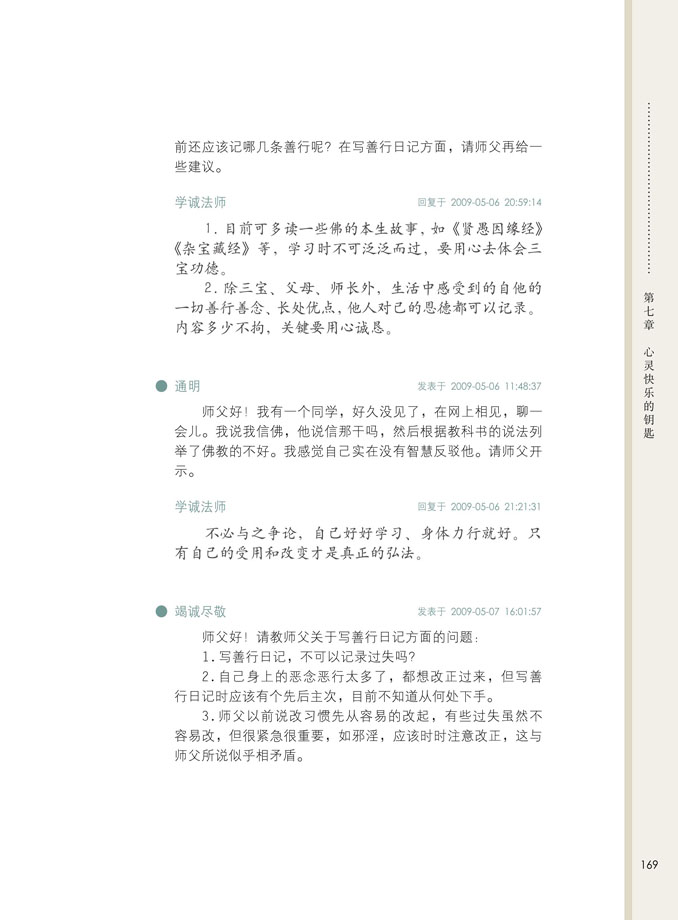 前还应该记哪几条善行呢？在写善行日记方面，请师父再给一
些建议。
学诚法师 回复于 2009-05-06 20:59:14
1. 目前可多读一些佛的本生故事，如《贤愚因缘经》
《杂宝藏经》等，学习时不可泛泛而过，要用心去体会三
宝功德。
2. 除三宝、父母、师长外，生活中感受到的自他的
一切善行善念、长处优点，他人对己的恩德都可以记录。
内容多少不拘，关键要用心诚恳。
通明 发表于 2009-05-06 11:48:37
师父好！我有一个同学，好久没见了，在网上相见，聊一
会儿。我说我信佛，他说信那干吗，然后根据教科书的说法列
举了佛教的不好。我感觉自己实在没有智慧反驳他。请师父开
示。
学诚法师 回复于 2009-05-06 21:21:31
不必与之争论，自己好好学习、身体力行就好。只
有自己的受用和改变才是真正的弘法。
竭诚尽敬 发表于 2009-05-07 16:01:57
师父好！请教师父关于写善行日记方面的问题：
1. 写善行日记，不可以记录过失吗？
2. 自己身上的恶念恶行太多了，都想改正过来，但写善
行日记时应该有个先后主次，目前不知道从何处下手。
3. 师父以前说改习惯先从容易的改起，有些过失虽然不
容易改，但很紧急很重要，如邪淫，应该时时注意改正，这与
师父所说似乎相矛盾。
第七章 心灵快乐的钥匙
169